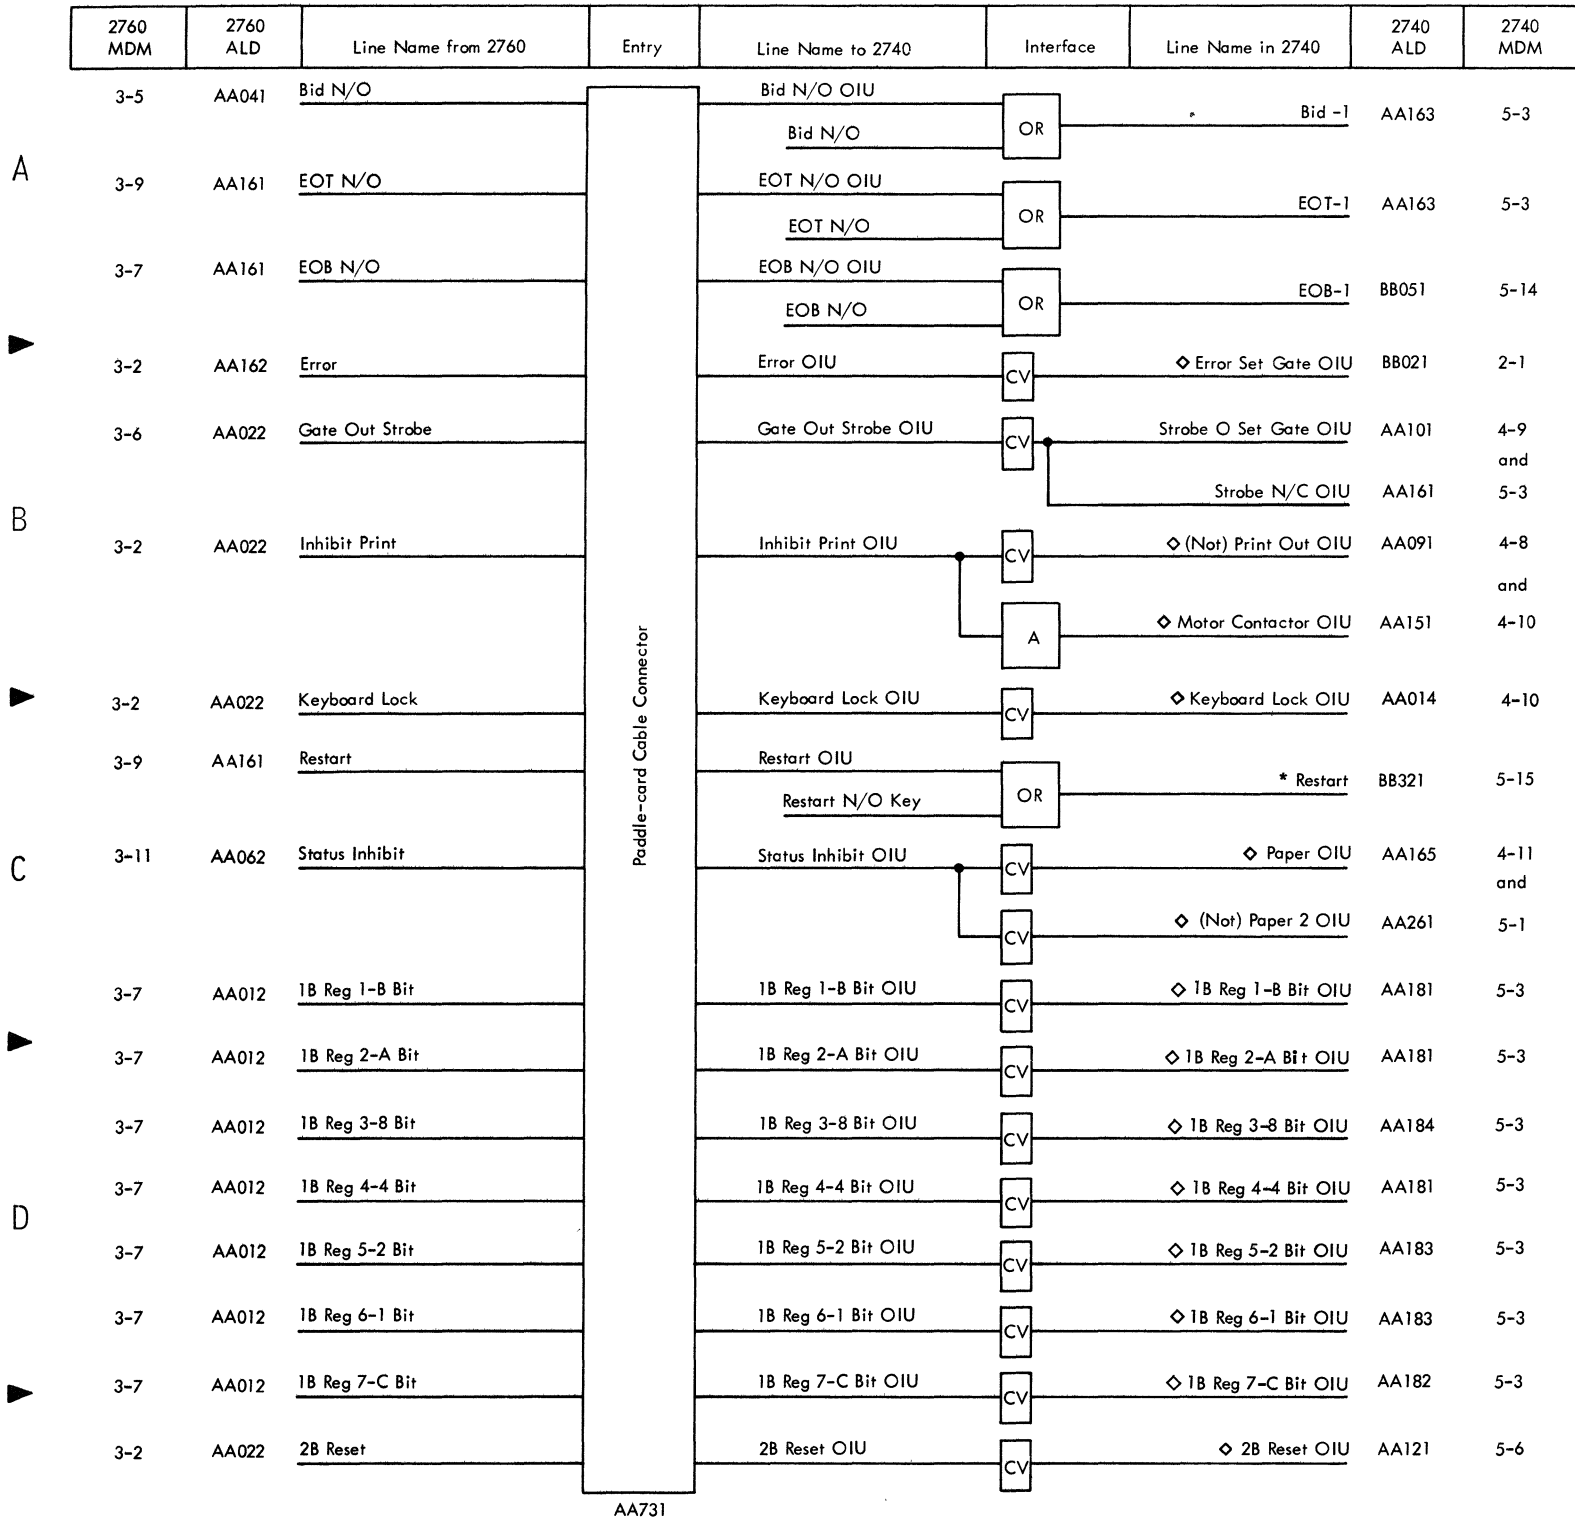 2760 MDM | 2760 ALD | Line Name from 2760 | Entry | Line Name to 2740 | Interface | Line Name in 2740 | 2740 ALD | 2740 MDM
3-5 AA041 Bid N/O Bid N/O OIU OR Bid -1 AA163 5-3
Bid N/O
A
3-9 AA161 EOT N/O EOT N/O OIU OR EOT-1 AA163 5-3
EOT N/O
3-7 AA161 EOB N/O EOB N/O OIU OR EOB-1 BB051 5-14
EOB N/O
3-2 AA162 Error Error OIU CV ◇ Error Set Gate OIU BB021 2-1
3-6 AA022 Gate Out Strobe Gate Out Strobe OIU CV Strobe O Set Gate OIU AA101 4-9
and
Strobe N/C OIU AA161 5-3
B
3-2 AA022 Inhibit Print Inhibit Print OIU CV ◇ (Not) Print Out OIU AA091 4-8
and
A ◇ Motor Contactor OIU AA151 4-10
Paddle-card Cable Connector
3-2 AA022 Keyboard Lock Keyboard Lock OIU CV ◇ Keyboard Lock OIU AA014 4-10
3-9 AA161 Restart Restart OIU OR * Restart BB321 5-15
Restart N/O Key
C
3-11 AA062 Status Inhibit Status Inhibit OIU CV ◇ Paper OIU AA165 4-11
and
CV ◇ (Not) Paper 2 OIU AA261 5-1
3-7 AA012 1B Reg 1-B Bit 1B Reg 1-B Bit OIU CV ◇ 1B Reg 1-B Bit OIU AA181 5-3
3-7 AA012 1B Reg 2-A Bit 1B Reg 2-A Bit OIU CV ◇ 1B Reg 2-A Bit OIU AA181 5-3
3-7 AA012 1B Reg 3-8 Bit 1B Reg 3-8 Bit OIU CV ◇ 1B Reg 3-8 Bit OIU AA184 5-3
3-7 AA012 1B Reg 4-4 Bit 1B Reg 4-4 Bit OIU CV ◇ 1B Reg 4-4 Bit OIU AA181 5-3
D
3-7 AA012 1B Reg 5-2 Bit 1B Reg 5-2 Bit OIU CV ◇ 1B Reg 5-2 Bit OIU AA183 5-3
3-7 AA012 1B Reg 6-1 Bit 1B Reg 6-1 Bit OIU CV ◇ 1B Reg 6-1 Bit OIU AA183 5-3
3-7 AA012 1B Reg 7-C Bit 1B Reg 7-C Bit OIU CV ◇ 1B Reg 7-C Bit OIU AA182 5-3
3-2 AA022 2B Reset 2B Reset OIU CV ◇ 2B Reset OIU AA121 5-6
AA731